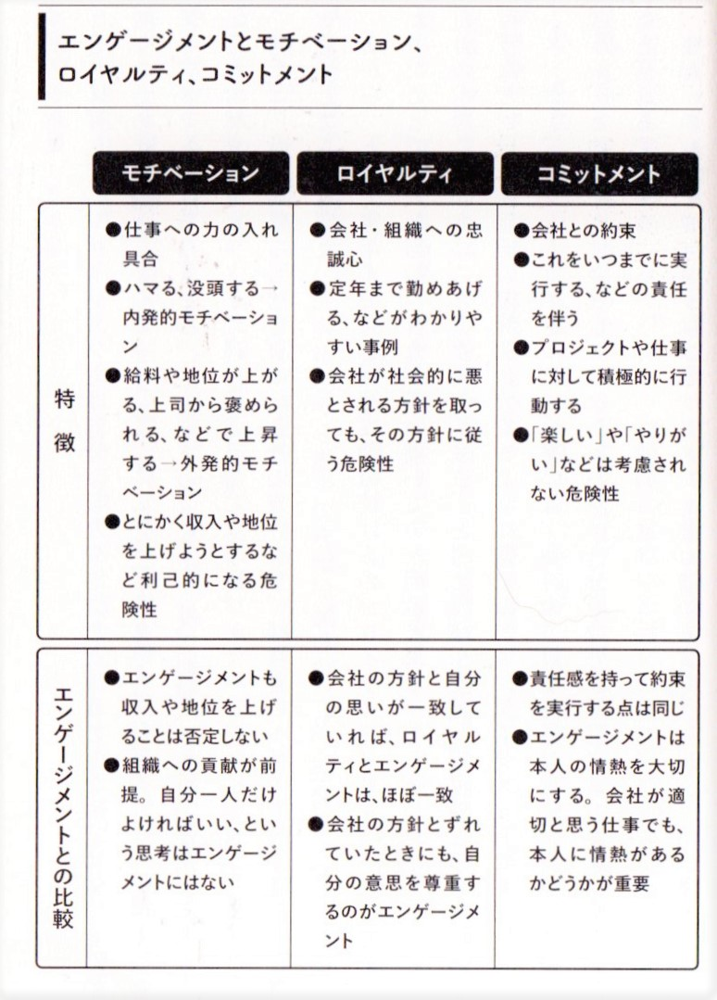 エンゲージメントとモチベーション、
ロイヤルティ、コミットメント
モチベーション
ロイヤルティ
コミットメント
特徴
●仕事への力の入れ
具合
●ハマる、没頭する→
内発的モチベーショ
ン
●給料や地位が上が
る、上司から褒めら
れる、などで上昇
する→外発的モチ
ベーション
●とにかく収入や地位
を上げようとするな
ど利己的になる危
険性
●会社・組織への忠
誠心
●定年まで勤めあげ
る、などがわかりや
すい事例
●会社が社会的に悪
とされる方針を取っ
ても、その方針に従
う危険性
●会社との約束
●これをいつまでに実
行する、などの責任
を伴う
●プロジェクトや仕事
に対して積極的に行
動する
●「楽しい」や「やりが
い」などは考慮され
ない危険性
エンゲージメントとの比較
●エンゲージメントも
収入や地位を上げ
ることは否定しない
●組織への貢献が前
提。自分一人だけ
よければいい、とい
う思考はエンゲージ
メントにはない
●会社の方針と自分
の思いが一致して
いれば、ロイヤル
ティとエンゲージメ
ントは、ほぼ一致
●会社の方針とずれ
ていたときにも、自
分の意思を尊重す
るのがエンゲージメ
ント
●責任感を持って約束
を実行する点は同じ
●エンゲージメントは
本人の情熱を大切
にする。会社が適
切と思う仕事でも、
本人に情熱がある
かどうかが重要